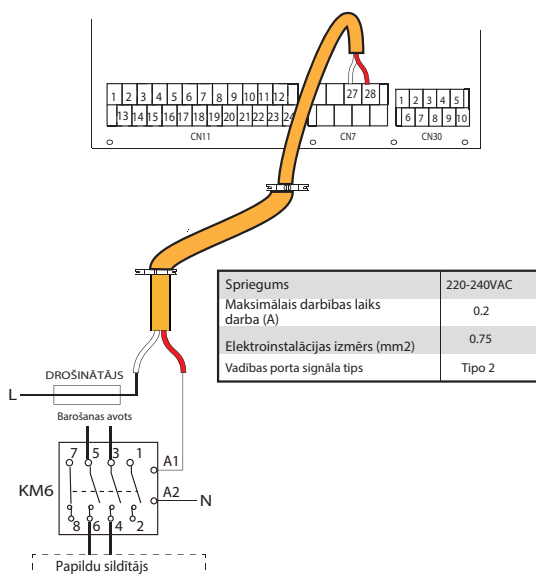 27 28
1 2 3 4 5 6 7 8 9 10 11 12
13 14 15 16 17 18 19 20 21 22 23 24
1 2 3 4 5
6 7 8 9 10
CN11 CN7 CN30
Spriegums 220-240VAC
Maksimālais darbības laiks
darba (A) 0.2
Elektroinstalācijas izmērs (mm2) 0.75
Vadības porta signāla tips Tipo 2
DROŠINĀTĀJS
L
Barošanas avots
7 5 3 1
A1
KM6
A2 N
8 6 4 2
Papildu sildītājs